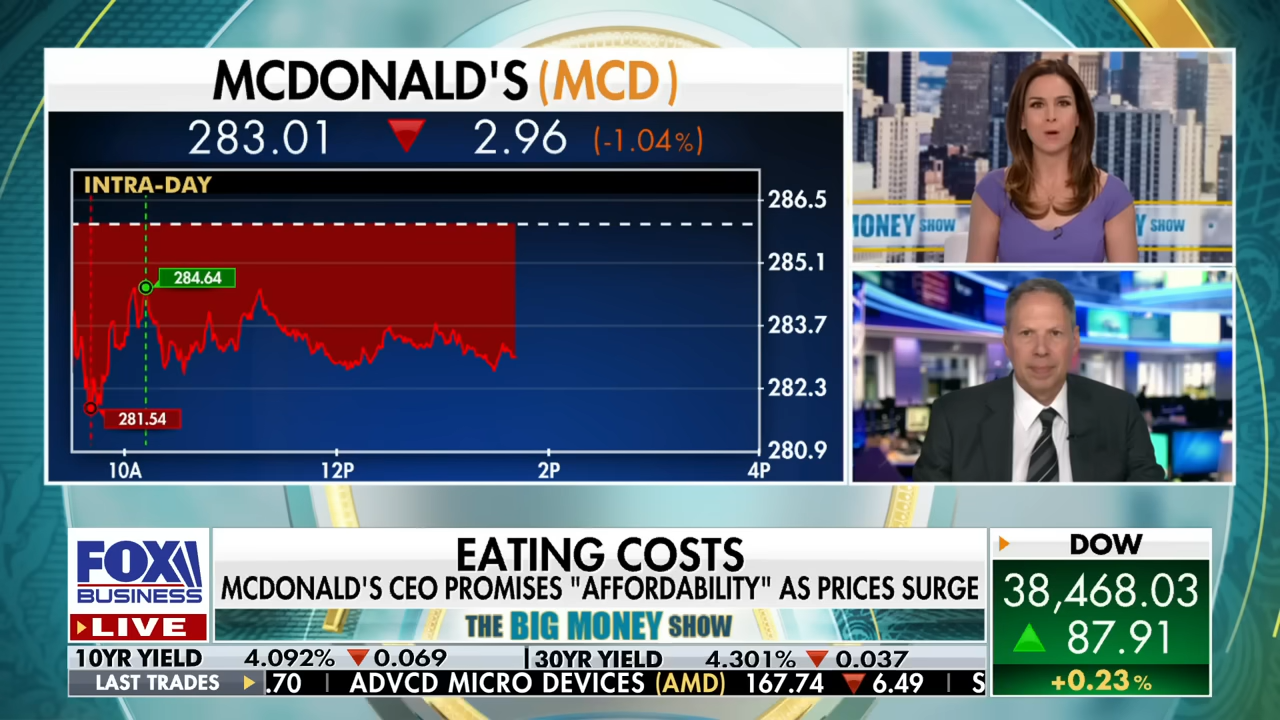 MCDONALD'S (MCD)
283.01 ▼ 2.96 (-1.04%)
INTRA-DAY
286.5
285.1
284.64
283.7
282.3
281.54
280.9
10A 12P 2P 4P
MONEY SHOW
Y SHOW
FOX
BUSINESS
LIVE
EATING COSTS
MCDONALD'S CEO PROMISES "AFFORDABILITY" AS PRICES SURGE
THE BIG MONEY SHOW
DOW
38,468.03
▲ 87.91
+0.23%
10YR YIELD 4.092% ▼ 0.069 30YR YIELD 4.301% ▼ 0.037
LAST TRADES .70 | ADVCD MICRO DEVICES (AMD) 167.74 ▼ 6.49 | S